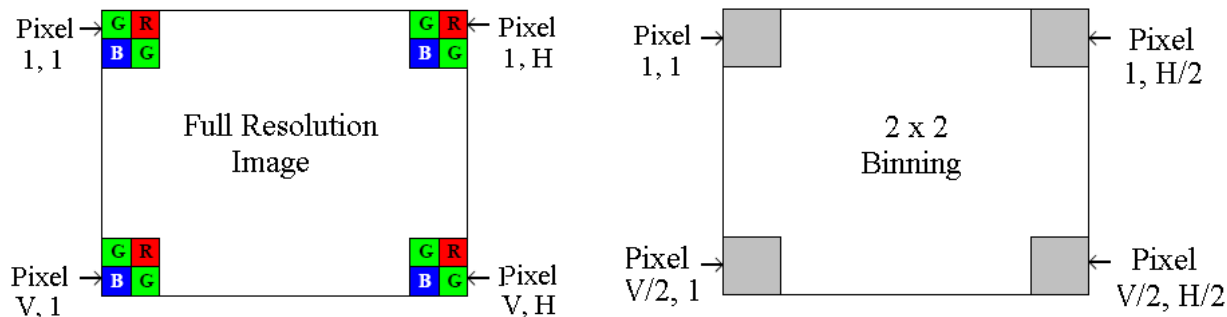 Pixel
1, 1
G R
B G
G R
B G
Pixel
1, H
Full Resolution
Image
Pixel
V, 1
G R
B G
G R
B G
Pixel
V, H
Pixel
1, 1
Pixel
1, H/2
2 x 2
Binning
Pixel
V/2, 1
Pixel
V/2, H/2